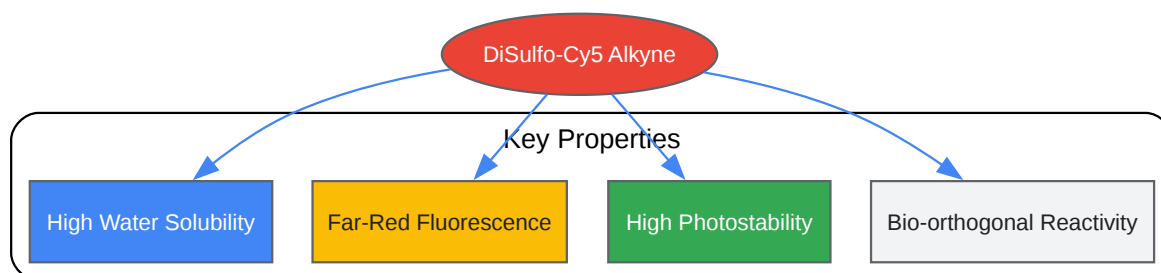 DiSulfo-Cy5 Alkyne
Key Properties
High Water Solubility
Far-Red Fluorescence
High Photostability
Bio-orthogonal Reactivity